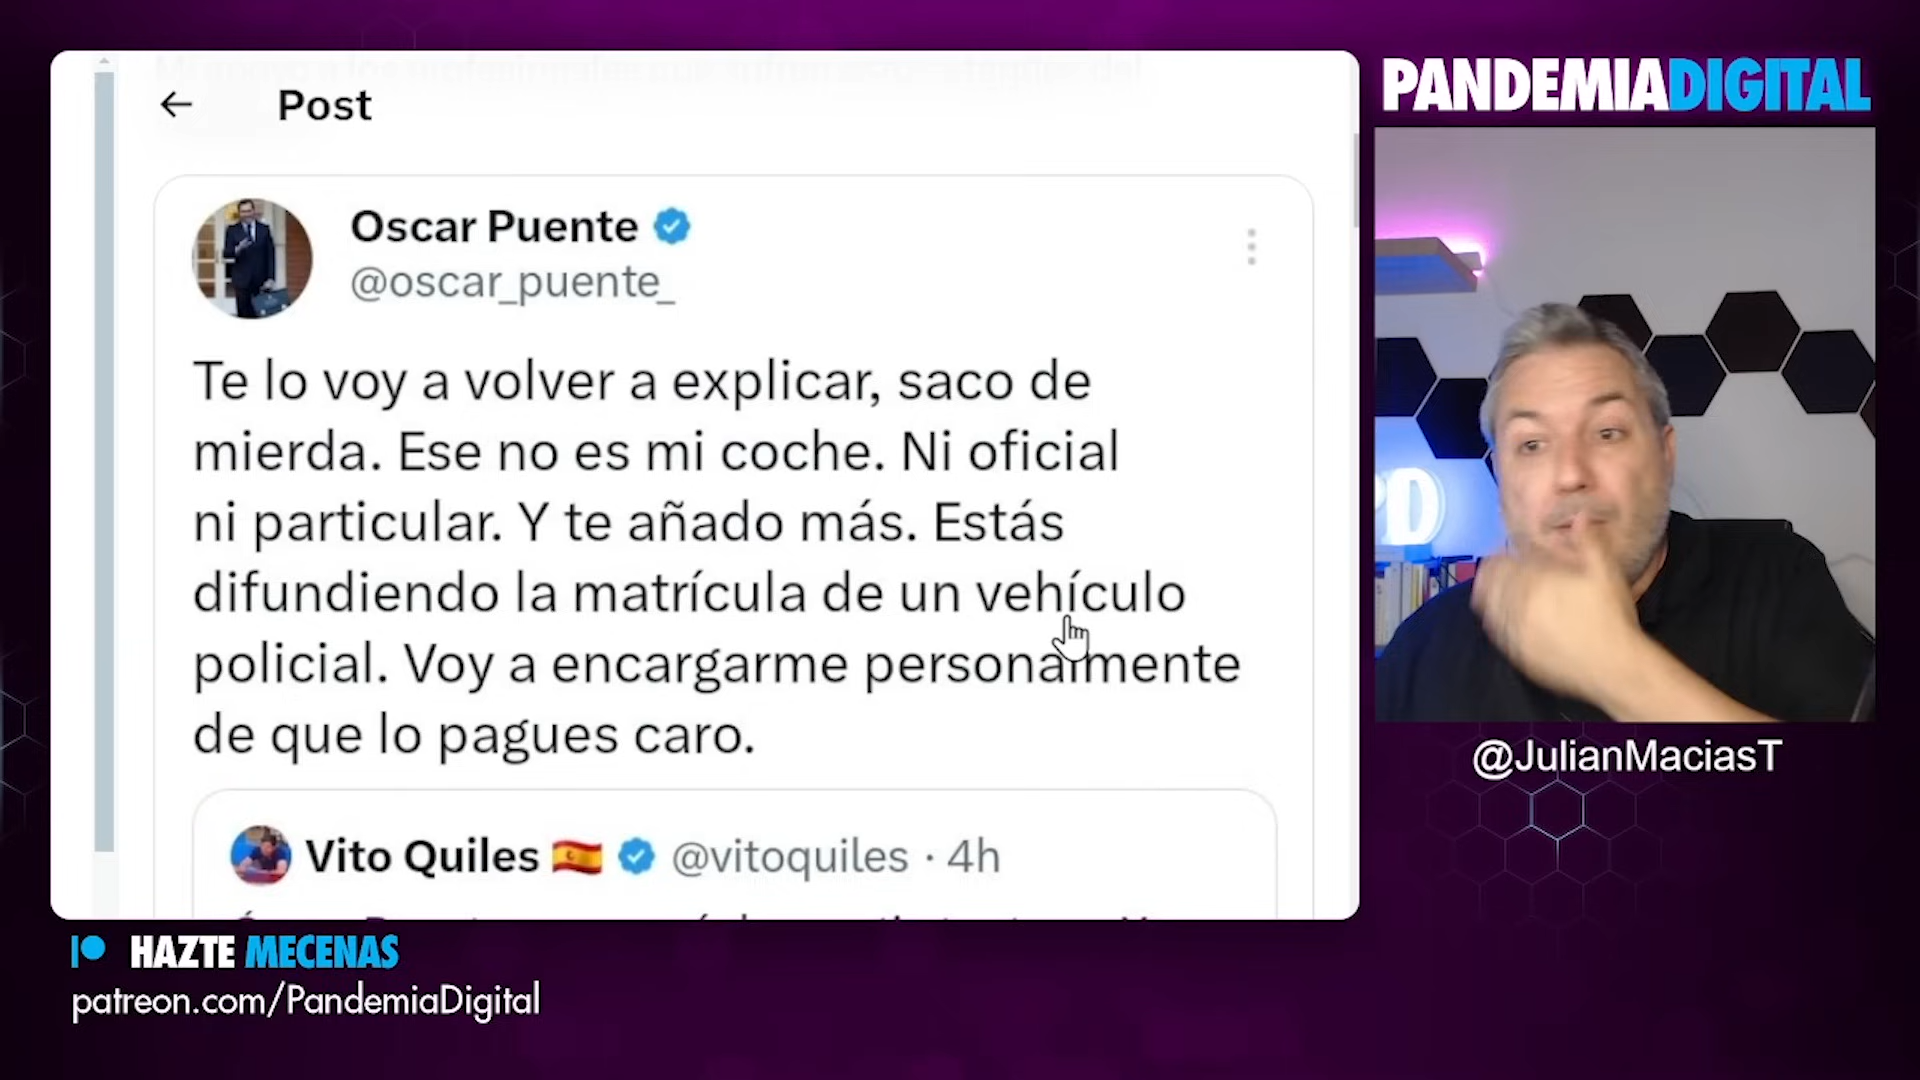 Post
Oscar Puente
@oscar_puente_
Te lo voy a volver a explicar, saco de
mierda. Ese no es mi coche. Ni oficial
ni particular. Y te añado más. Estás
difundiendo la matrícula de un vehículo
policial. Voy a encargarme personalmente
de que lo pagues caro.
Vito Quiles @vitoquiles · 4h
PANDEMIADIGITAL
PD
@JulianMaciasT
HAZTE MECENAS
patreon.com/PandemiaDigital